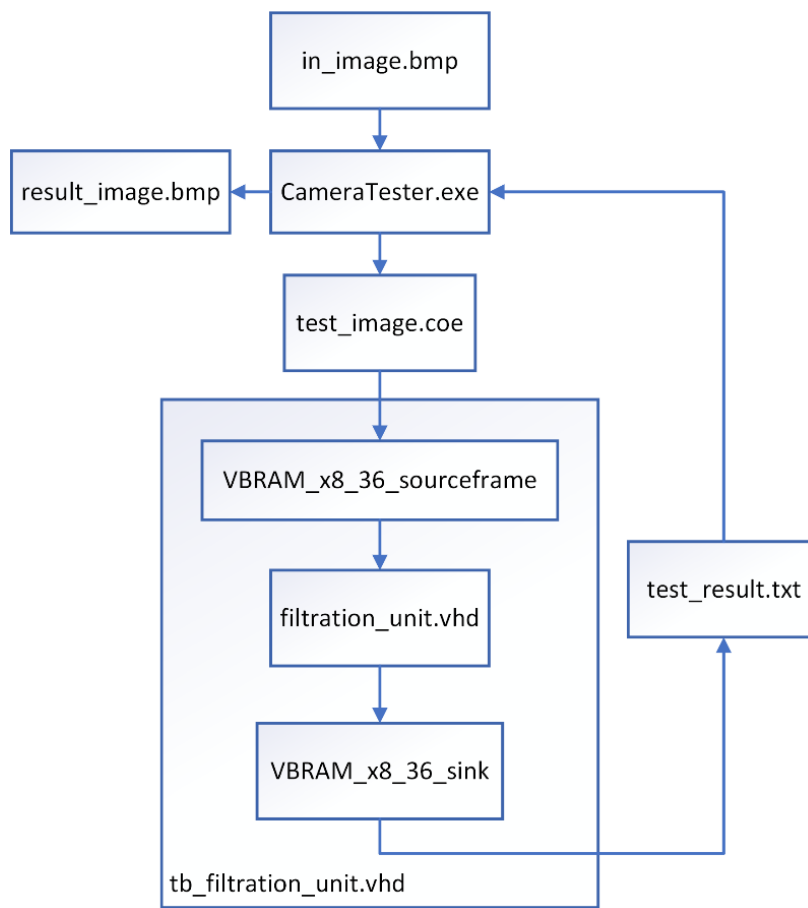 in_image.bmp
result_image.bmp
CameraTester.exe
test_image.coe
VBRAM_x8_36_sourceframe
filtration_unit.vhd
test_result.txt
VBRAM_x8_36_sink
tb_filtration_unit.vhd